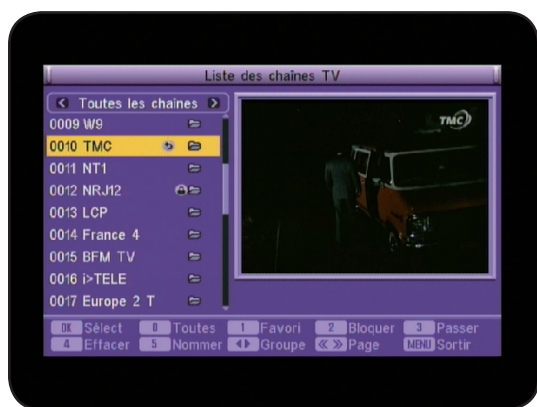 Liste des chaînes TV
Toutes les chaînes
0009 W9
0010 TMC
0011 NT1
0012 NRJ12
0013 LCP
0014 France 4
0015 BFM TV
0016 i>TELE
0017 Europe 2 T
TMC
OK Sélect 0 Toutes 1 Favori 2 Bloquer 3 Passer
4 Effacer 5 Nommer ◀▶ Groupe ≪ ≫ Page MENU Sortir